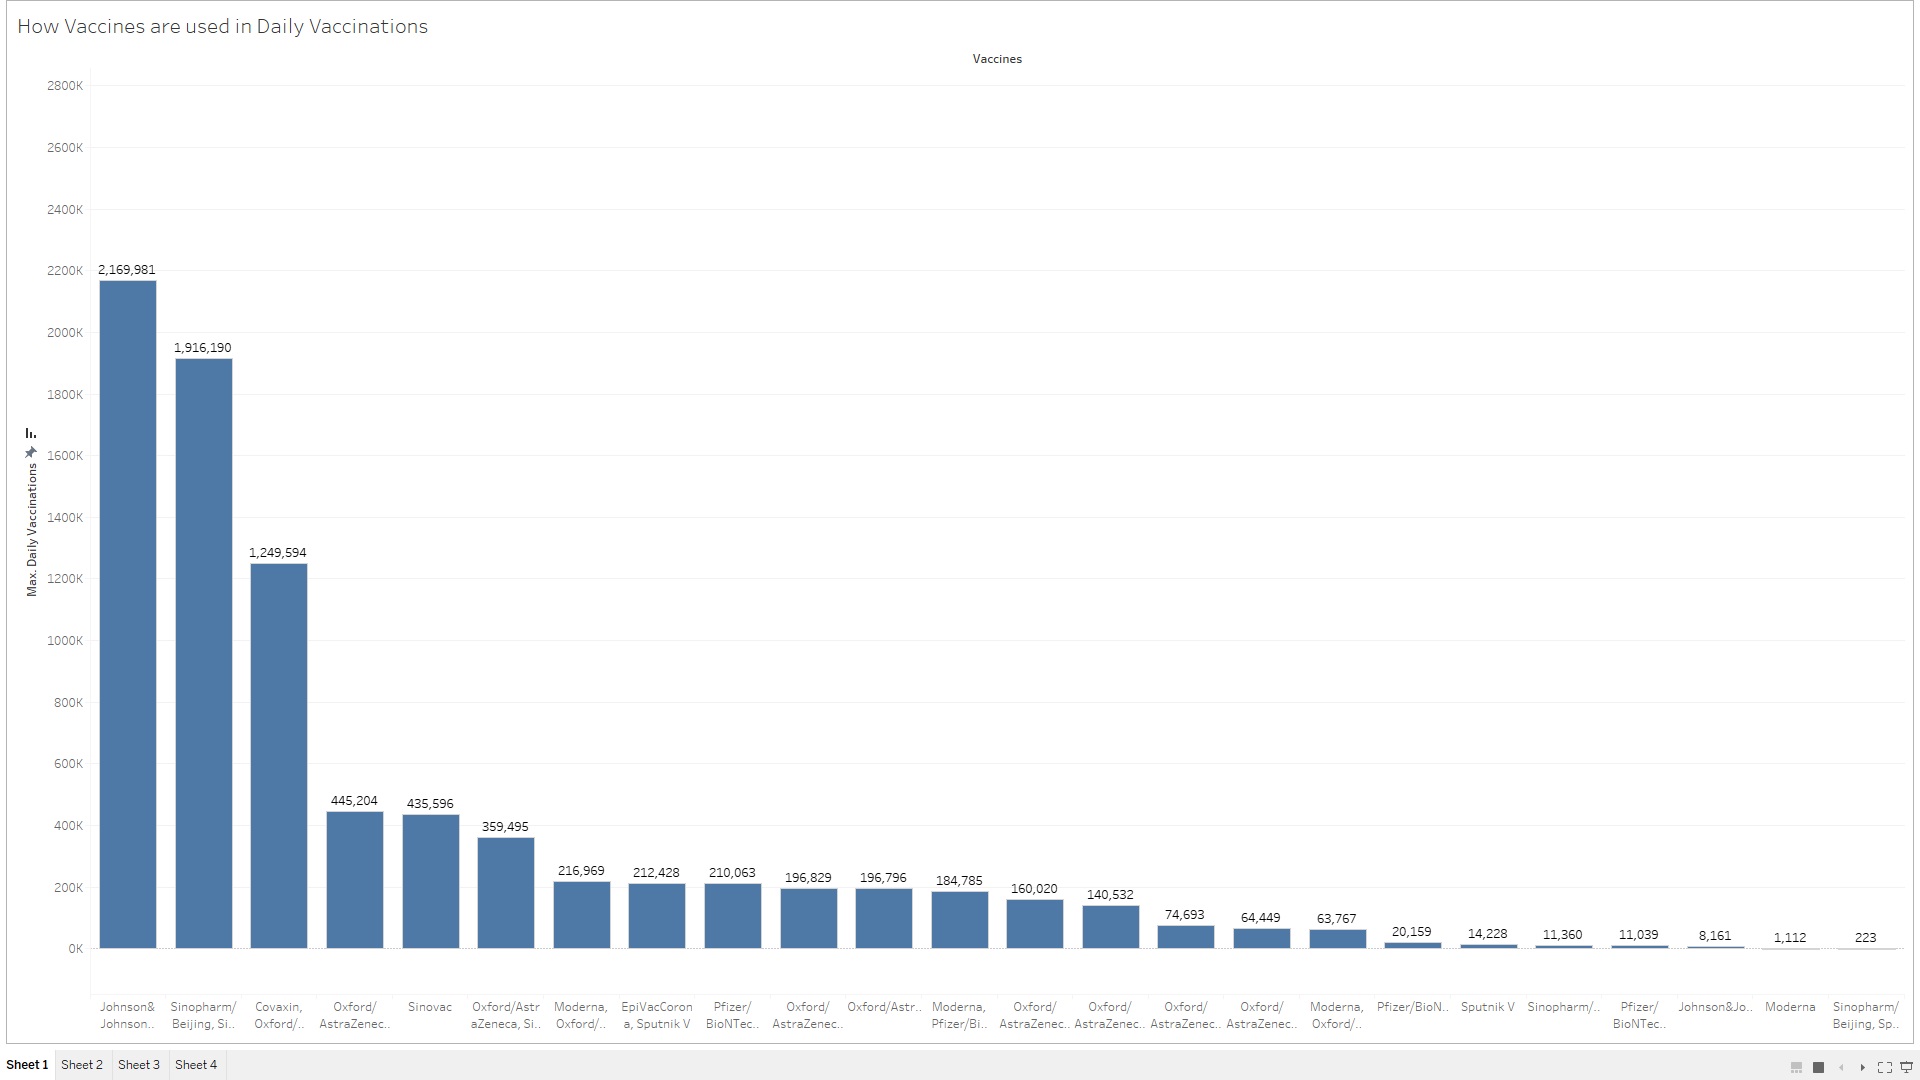 How Vaccines are used in Daily Vaccinations
Vaccines
2800K
2600K
2400K
2200K
2000K
1800K
1600K
1400K
1200K
1000K
800K
600K
400K
200K
0K
Max. Daily Vaccinations
2,169,981
1,916,190
1,249,594
445,204
435,596
359,495
216,969
212,428
210,063
196,829
196,796
184,785
160,020
140,532
74,693
64,449
63,767
20,159
14,228
11,360
11,039
8,161
1,112
223
Johnson&
Johnson..
Sinopharm/
Beijing, Si..
Covaxin,
Oxford/..
Oxford/
AstraZenec..
Sinovac
Oxford/Astr
aZeneca, Si..
Moderna,
Oxford/..
EpiVacCoron
a, Sputnik V
Pfizer/
BioNTec..
Oxford/
AstraZenec..
Oxford/Astr..
Moderna,
Pfizer/Bi..
Oxford/
AstraZenec..
Oxford/
AstraZenec..
Oxford/
AstraZenec..
Oxford/
AstraZenec..
Moderna,
Oxford/..
Pfizer/BioN..
Sputnik V
Sinopharm/..
Pfizer/
BioNTec..
Johnson&Jo..
Moderna
Sinopharm/
Beijing, Sp..
Sheet 1
Sheet 2
Sheet 3
Sheet 4